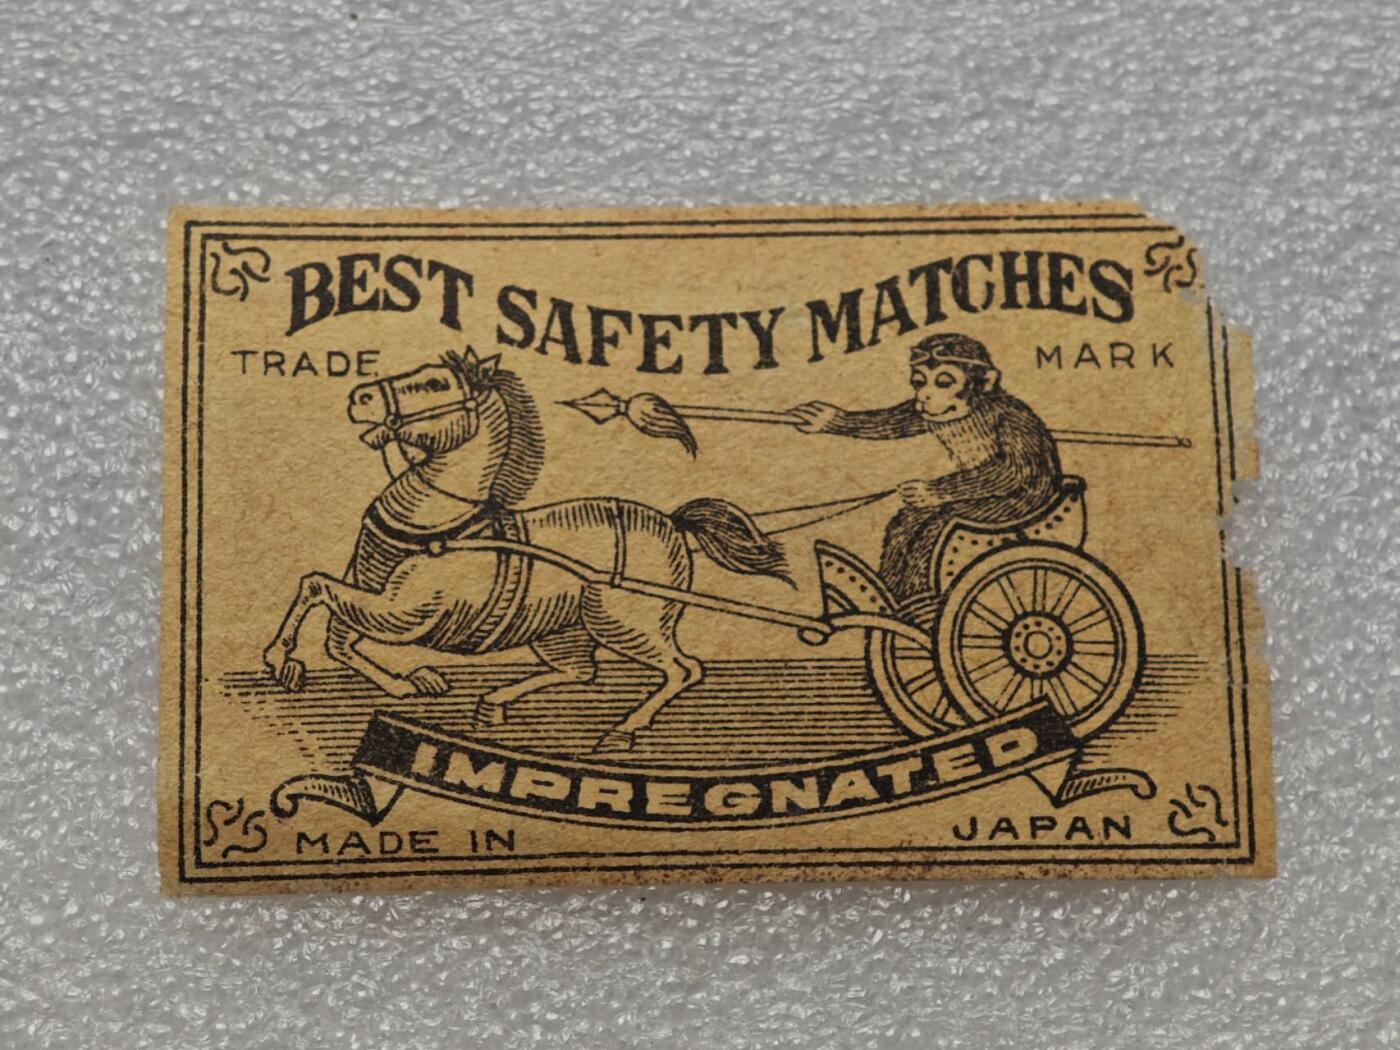 BEST SAFETY MATCHES
TRADE MARK
IMPREGNATED
MADE IN JAPAN